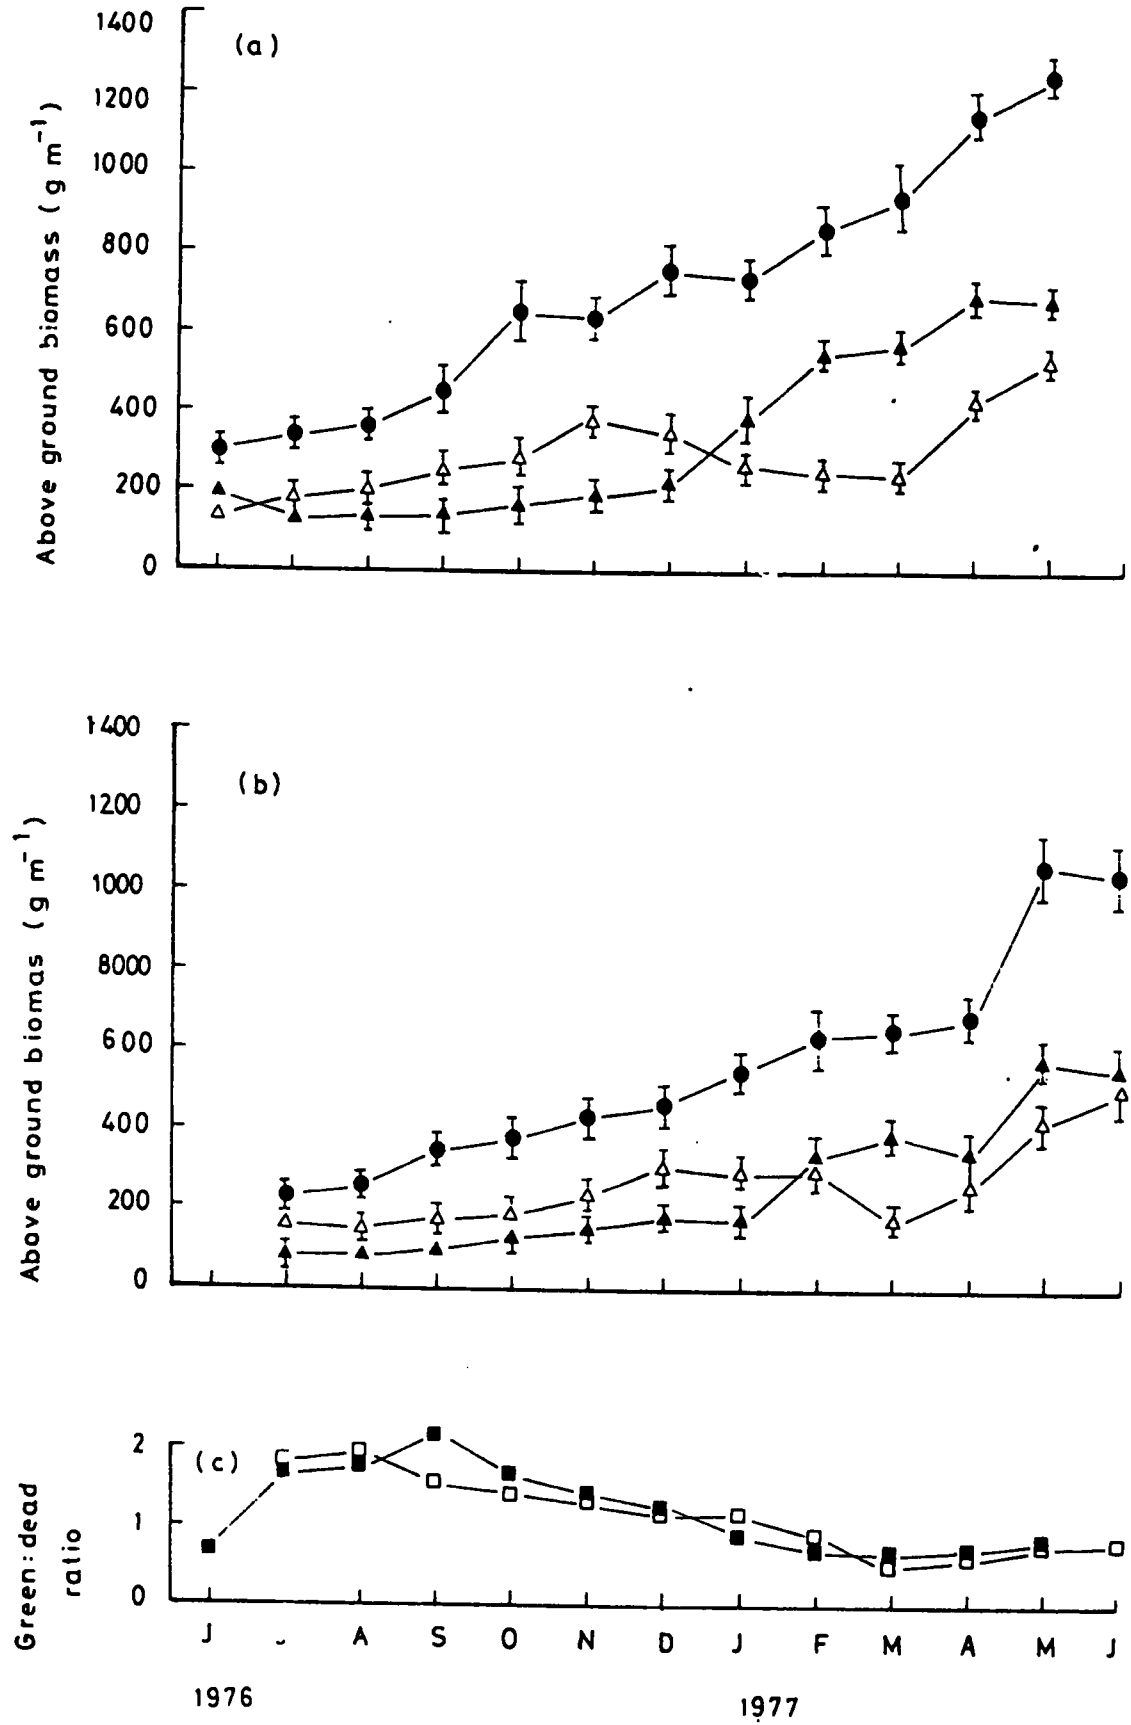 (a)
1400
1200
1000
800
600
400
200
0
Above ground biomass (g m⁻¹)
(b)
1400
1200
1000
8000
600
400
200
0
Above ground biomas (g m⁻¹)
(c)
2
1
0
Green:dead
ratio
J J A S O N D J F M A M J
1976 1977